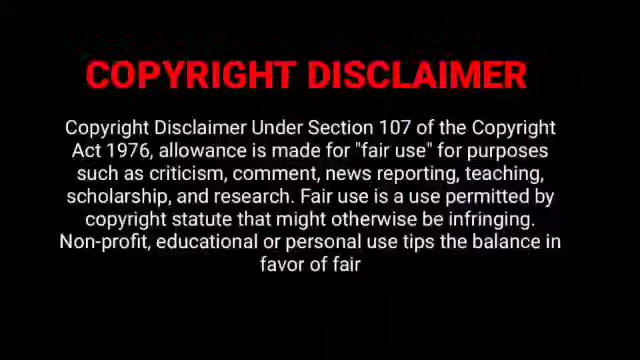 COPYRIGHT DISCLAIMER
Copyright Disclaimer Under Section 107 of the Copyright
Act 1976, allowance is made for "fair use" for purposes
such as criticism, comment, news reporting, teaching,
scholarship, and research. Fair use is a use permitted by
copyright statute that might otherwise be infringing.
Non-profit, educational or personal use tips the balance in
favor of fair